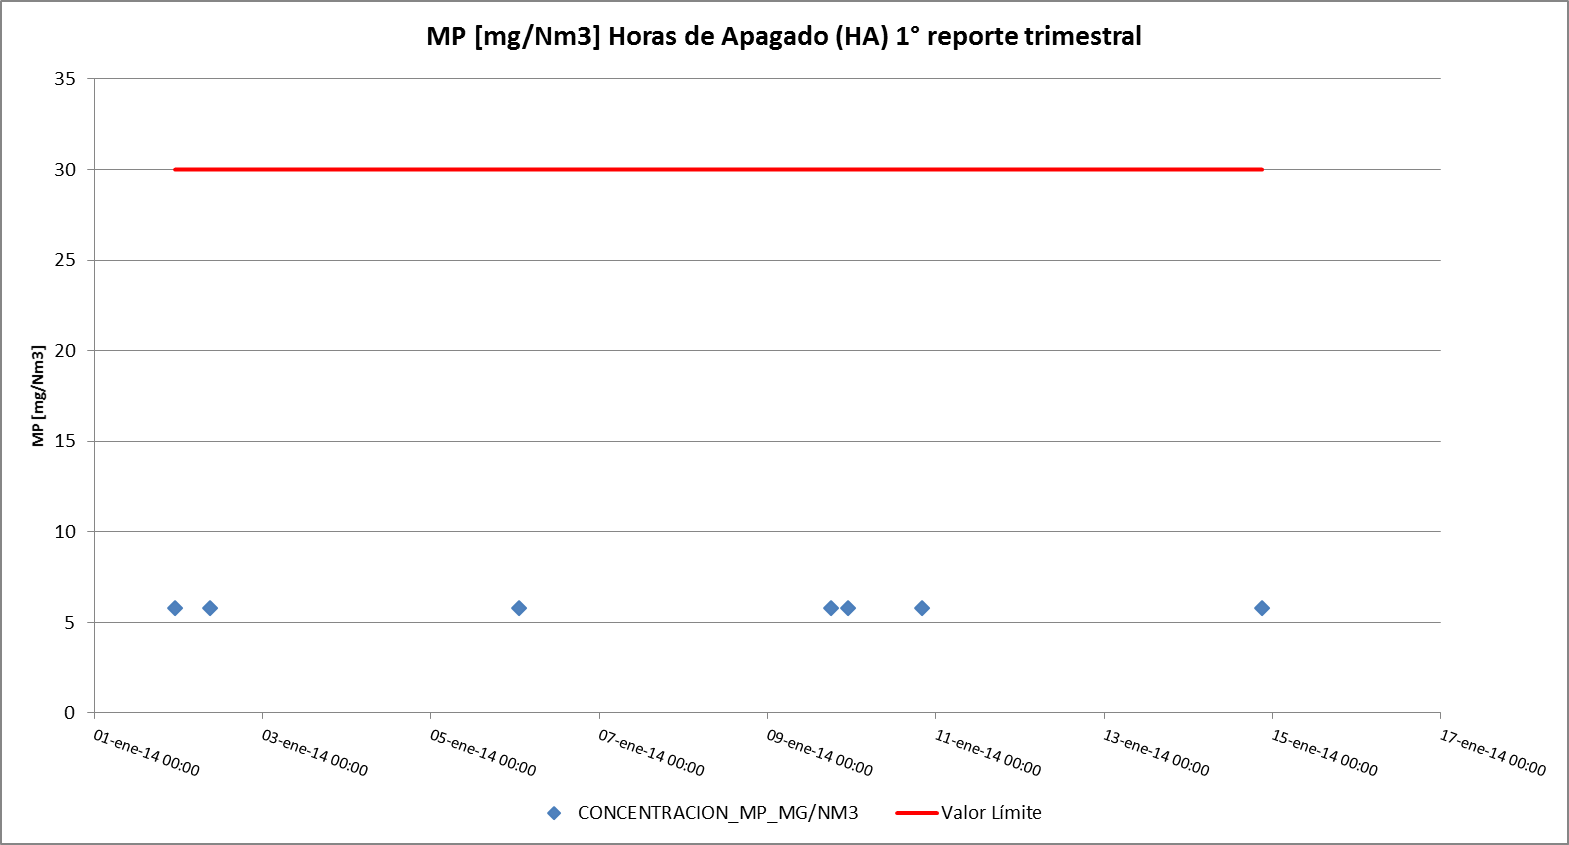 MP [mg/Nm3] Horas de Apagado (HA) 1° reporte trimestral
35
30
25
20
15
10
5
0
MP [mg/Nm3]
01-ene-14 00:00
03-ene-14 00:00
05-ene-14 00:00
07-ene-14 00:00
09-ene-14 00:00
11-ene-14 00:00
13-ene-14 00:00
15-ene-14 00:00
17-ene-14 00:00
CONCENTRACION_MP_MG/NM3
Valor Límite